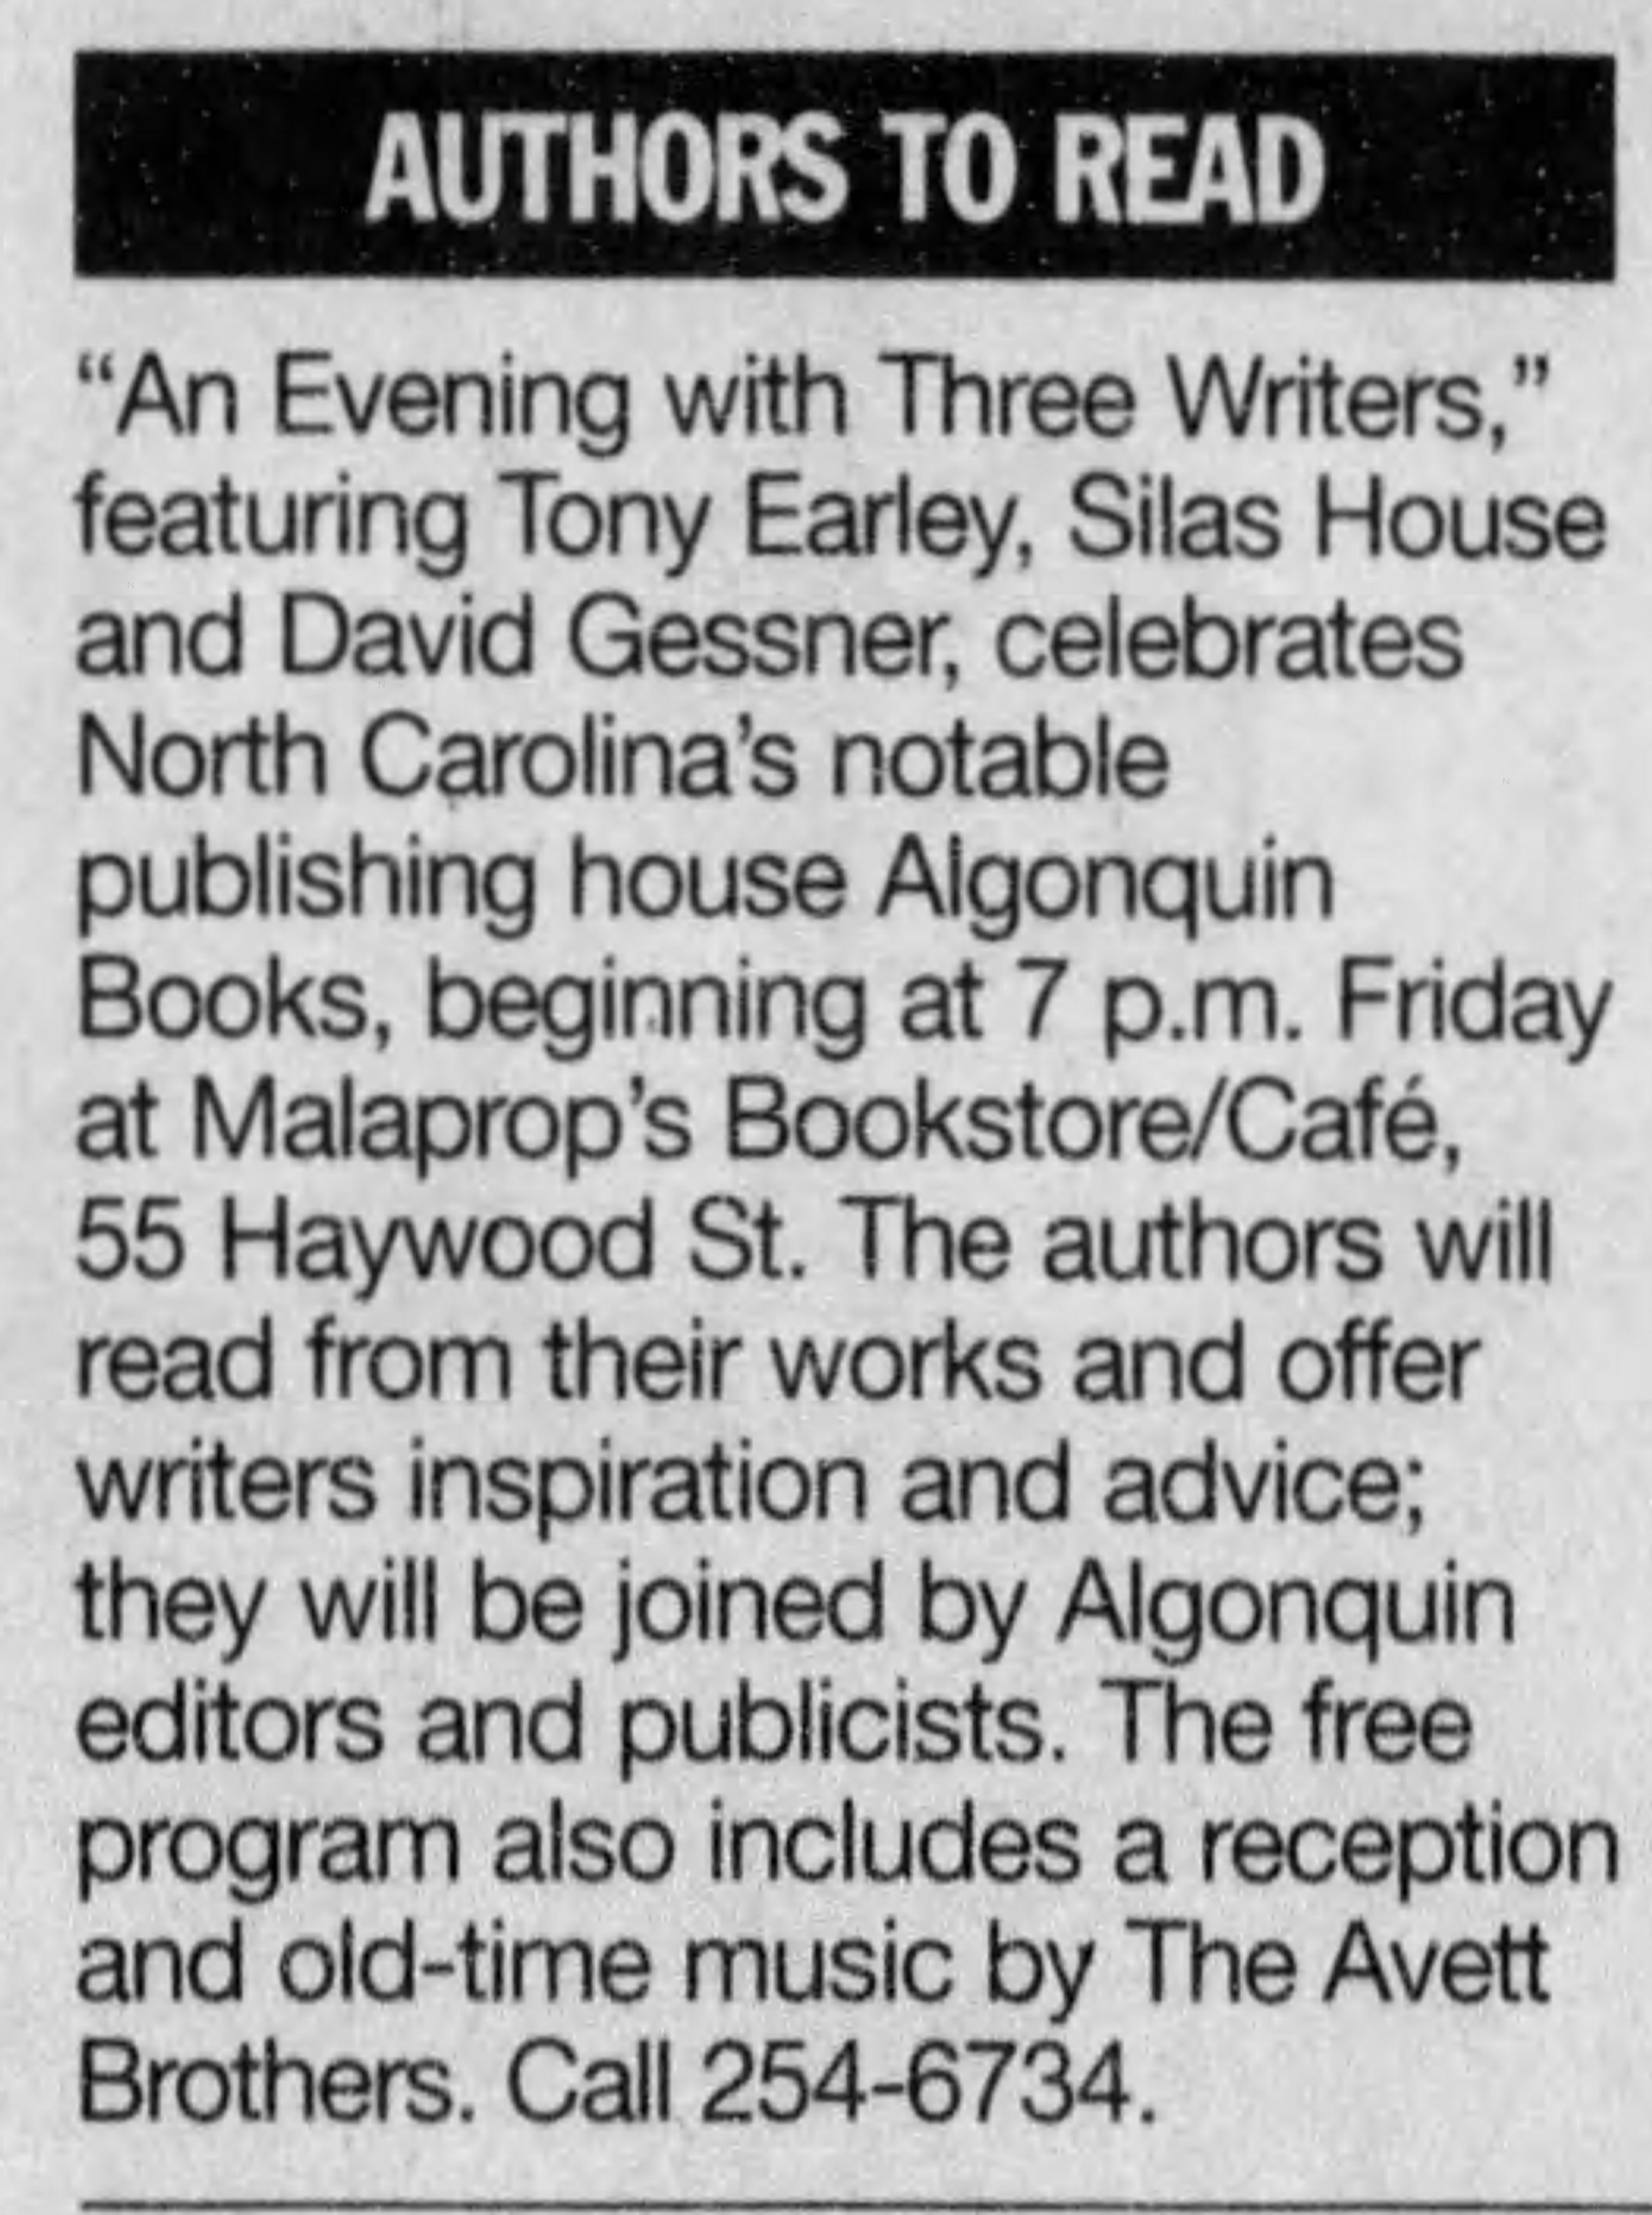 AUTHORS TO READ
“An Evening with Three Writers,”
featuring Tony Earley, Silas House
and David Gessner, celebrates
North Carolina’s notable
publishing house Algonquin
Books, beginning at 7 p.m. Friday
at Malaprop’s Bookstore/Café,
55 Haywood St. The authors will
read from their works and offer
writers inspiration and advice;
they will be joined by Algonquin
editors and publicists. The free
program also includes a reception
and old-time music by The Avett
Brothers. Call 254-6734.